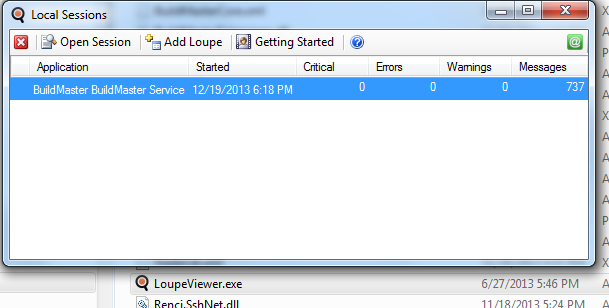 Local Sessions
Open Session Add Loupe Getting Started
Application Started Critical Errors Warnings Messages
BuildMaster BuildMaster Service 12/19/2013 6:18 PM 0 0 0 737
LoupeViewer.exe 6/27/2013 5:46 PM
Renci.SshNet.dll 11/18/2013 5:24 PM